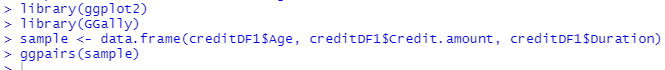 > library(ggplot2)
> library(GGally)
> sample <- data.frame(creditDF1$Age, creditDF1$Credit.amount, creditDF1$Duration)
> ggpairs(sample)
>